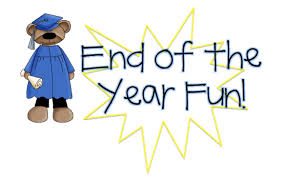 End of the
Year Fun!